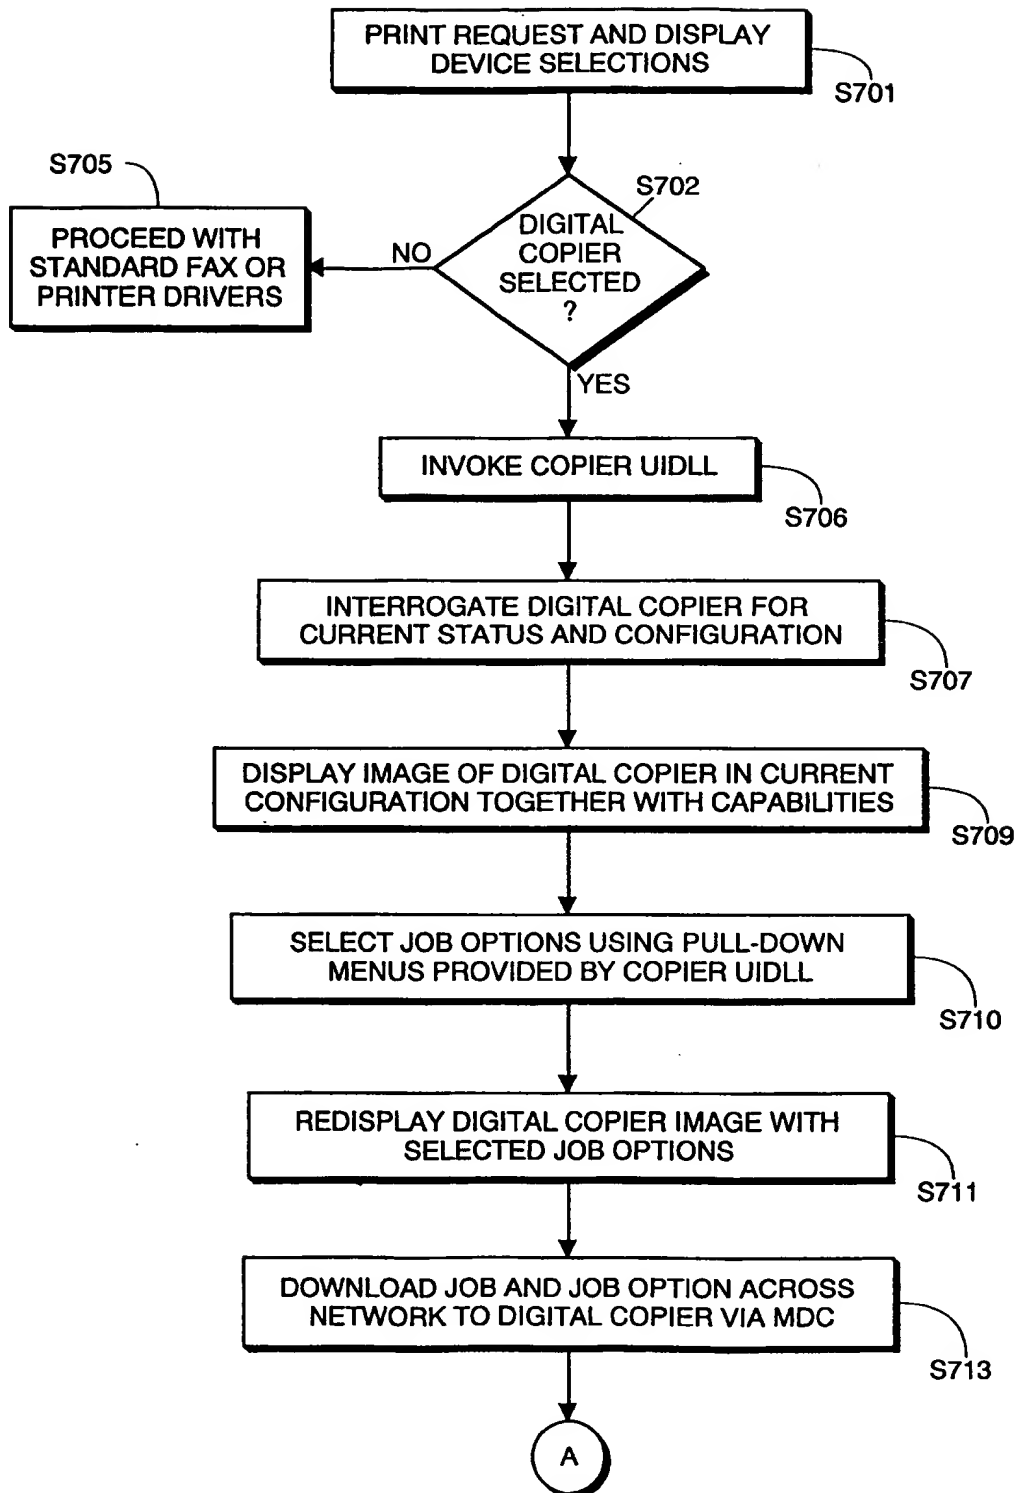 PRINT REQUEST AND DISPLAY
DEVICE SELECTIONS
S701
S705
S702
PROCEED WITH
STANDARD FAX OR
PRINTER DRIVERS
NO
DIGITAL
COPIER
SELECTED
?
YES
INVOKE COPIER UIDLL
S706
INTERROGATE DIGITAL COPIER FOR
CURRENT STATUS AND CONFIGURATION
S707
DISPLAY IMAGE OF DIGITAL COPIER IN CURRENT
CONFIGURATION TOGETHER WITH CAPABILITIES
S709
SELECT JOB OPTIONS USING PULL-DOWN
MENUS PROVIDED BY COPIER UIDLL
S710
REDISPLAY DIGITAL COPIER IMAGE WITH
SELECTED JOB OPTIONS
S711
DOWNLOAD JOB AND JOB OPTION ACROSS
NETWORK TO DIGITAL COPIER VIA MDC
S713
A